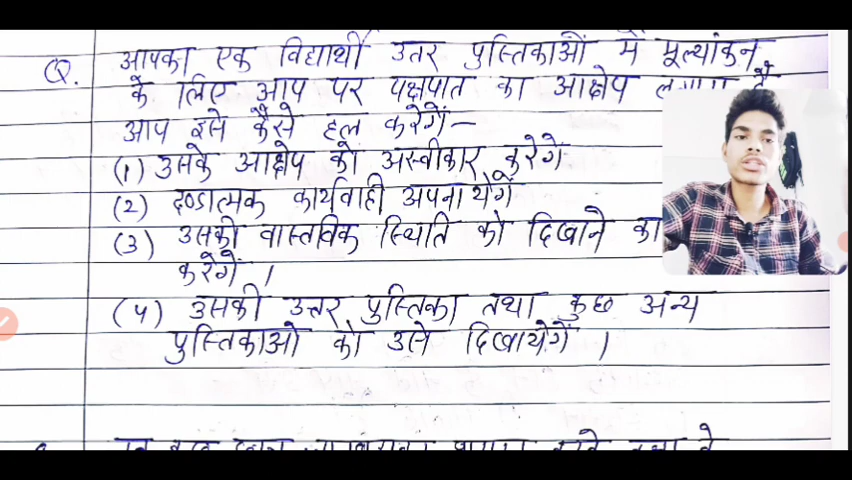 Q. आपका एक विद्यार्थी उत्तर पुस्तिकाओं में मूल्यांकन
के लिए आप पर पक्षपात का आक्षेप
आप इसे कैसे हल करेगें -
(1) उसके आक्षेप को अस्वीकार करेगें
(2) दण्डात्मक कार्यवाही अपनायेगें
(3) उसकी वास्तविक स्थिति को दिखाने का
करेगें ।
(4) उसकी उत्तर पुस्तिका तथा कुछ अन्य
पुस्तिकाओ को उसे दिखायेगें ।